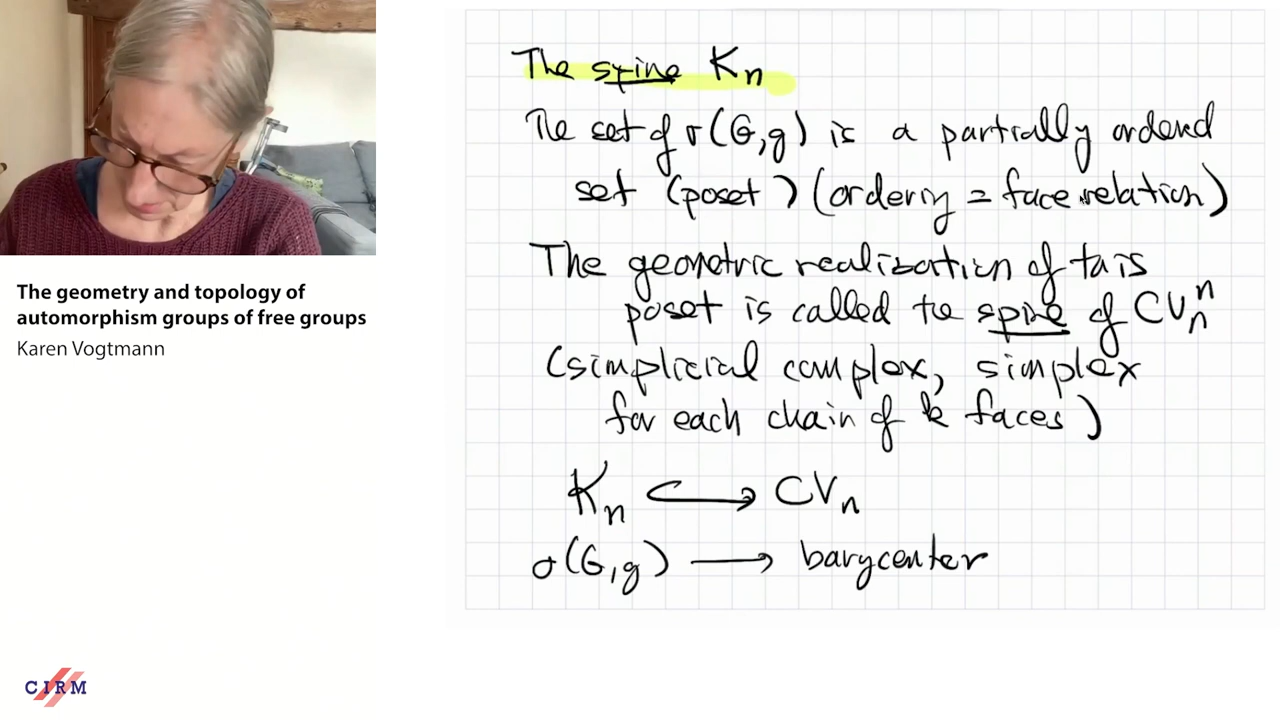 The spine Kn
The set of σ(G,g) is a partially ordered
set (poset) (ordering = face relation)
The geometric realization of this
poset is called the spine of CVn
n
(simplicial complex, simplex
for each chain of k faces)
Kn ↪ CVn
σ(G,g) → barycenter
The geometry and topology of
automorphism groups of free groups
Karen Vogtmann
CIRM